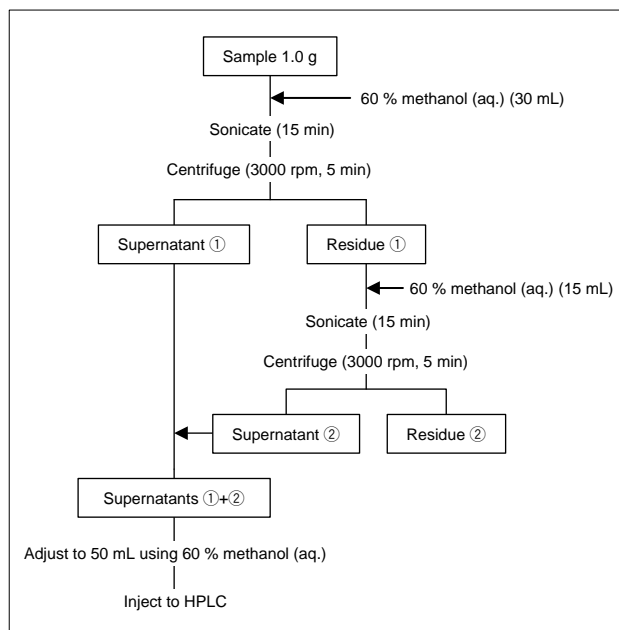 Sample 1.0 g
60 % methanol (aq.) (30 mL)
Sonicate (15 min)
Centrifuge (3000 rpm, 5 min)
Supernatant ①
Residue ①
60 % methanol (aq.) (15 mL)
Sonicate (15 min)
Centrifuge (3000 rpm, 5 min)
Supernatant ②
Residue ②
Supernatants ①+②
Adjust to 50 mL using 60 % methanol (aq.)
Inject to HPLC